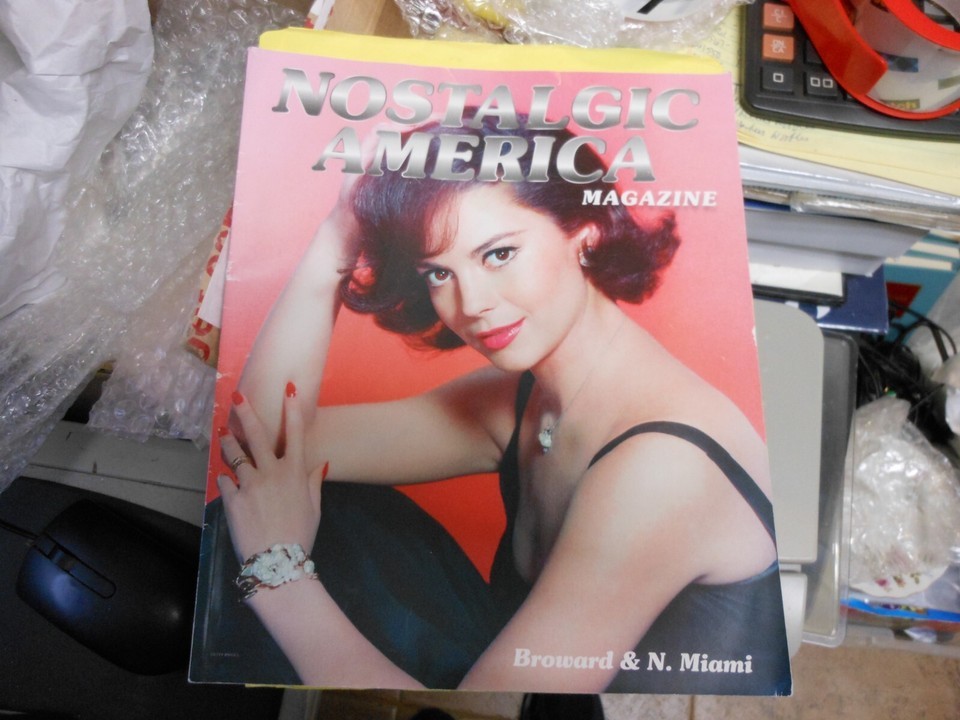 NOSTALGIC
AMERICA
MAGAZINE
Broward & N. Miami